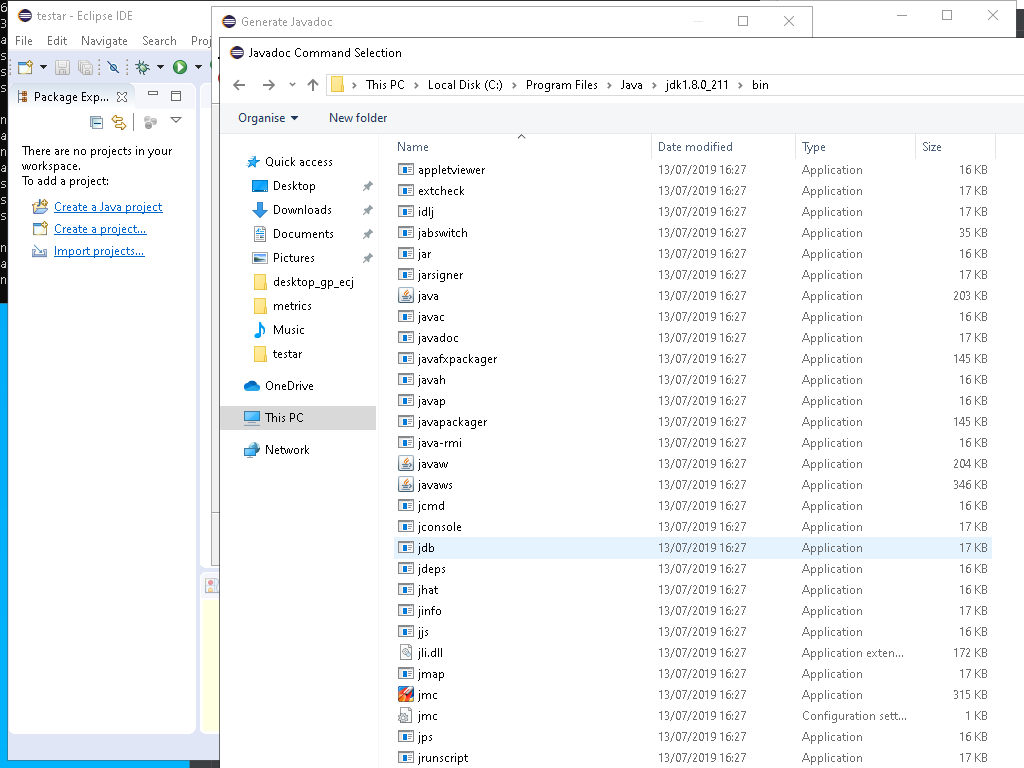 testar - Eclipse IDE
File Edit Navigate Search Proj
Package Exp...
There are no projects in your
workspace.
To add a project:
Create a Java project
Create a project...
Import projects...
Generate Javadoc
Javadoc Command Selection
This PC > Local Disk (C:) > Program Files > Java > jdk1.8.0_211 > bin
Organise New folder
Quick access
Desktop
Downloads
Documents
Pictures
desktop_gp_ecj
metrics
Music
testar
OneDrive
This PC
Network
Name Date modified Type Size
appletviewer 13/07/2019 16:27 Application 16 KB
extcheck 13/07/2019 16:27 Application 17 KB
idlj 13/07/2019 16:27 Application 17 KB
jabswitch 13/07/2019 16:27 Application 35 KB
jar 13/07/2019 16:27 Application 16 KB
jarsigner 13/07/2019 16:27 Application 17 KB
java 13/07/2019 16:27 Application 203 KB
javac 13/07/2019 16:27 Application 16 KB
javadoc 13/07/2019 16:27 Application 17 KB
javafxpackager 13/07/2019 16:27 Application 145 KB
javah 13/07/2019 16:27 Application 16 KB
javap 13/07/2019 16:27 Application 16 KB
javapackager 13/07/2019 16:27 Application 145 KB
java-rmi 13/07/2019 16:27 Application 16 KB
javaw 13/07/2019 16:27 Application 204 KB
javaws 13/07/2019 16:27 Application 346 KB
jcmd 13/07/2019 16:27 Application 16 KB
jconsole 13/07/2019 16:27 Application 17 KB
jdb 13/07/2019 16:27 Application 17 KB
jdeps 13/07/2019 16:27 Application 16 KB
jhat 13/07/2019 16:27 Application 16 KB
jinfo 13/07/2019 16:27 Application 17 KB
jjs 13/07/2019 16:27 Application 16 KB
jli.dll 13/07/2019 16:27 Application exten... 172 KB
jmap 13/07/2019 16:27 Application 17 KB
jmc 13/07/2019 16:27 Application 315 KB
jmc 13/07/2019 16:27 Configuration sett... 1 KB
jps 13/07/2019 16:27 Application 16 KB
jrunscript 13/07/2019 16:27 Application 17 KB